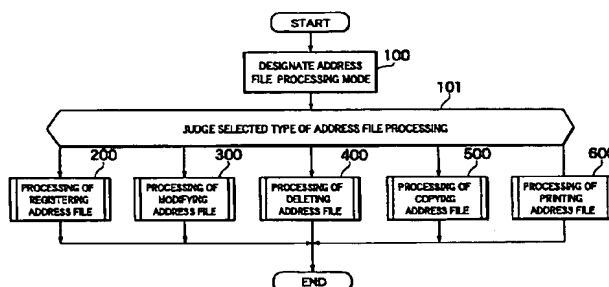 START
100
DESIGNATE ADDRESS
FILE PROCESSING MODE
101
JUDGE SELECTED TYPE OF ADDRESS FILE PROCESSING
200
300
400
500
600
PROCESSING OF
REGISTERING
ADDRESS FILE
PROCESSING OF
MODIFYING
ADDRESS FILE
PROCESSING OF
DELETING
ADDRESS FILE
PROCESSING OF
COPYING
ADDRESS FILE
PROCESSING OF
PRINTING
ADDRESS FILE
END